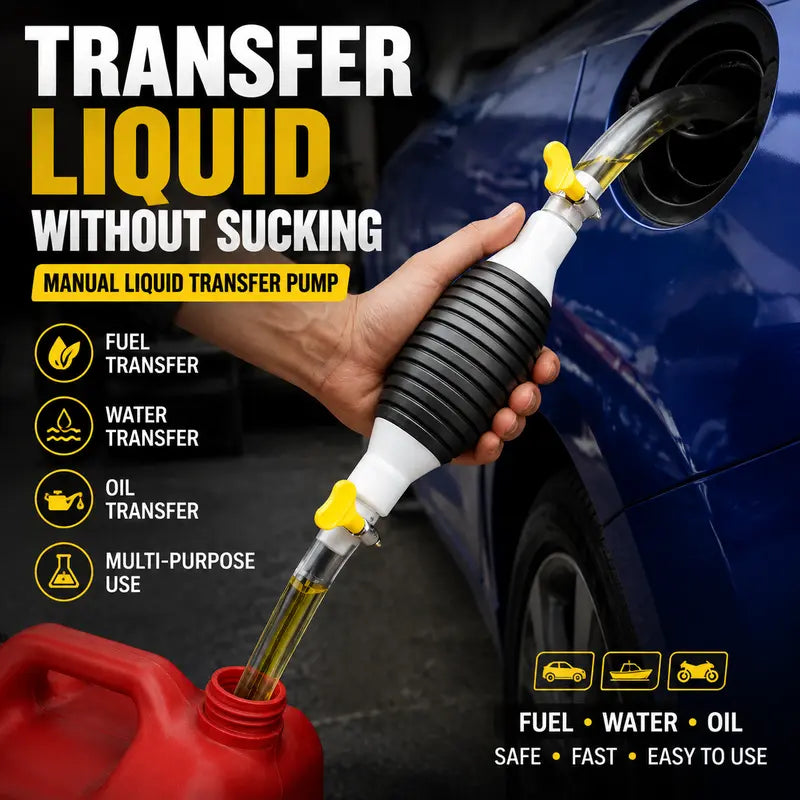 TRANSFER
LIQUID
WITHOUT SUCKING
MANUAL LIQUID TRANSFER PUMP
FUEL
TRANSFER
WATER
TRANSFER
OIL
TRANSFER
MULTI-PURPOSE
USE
FUEL • WATER • OIL
SAFE • FAST • EASY TO USE